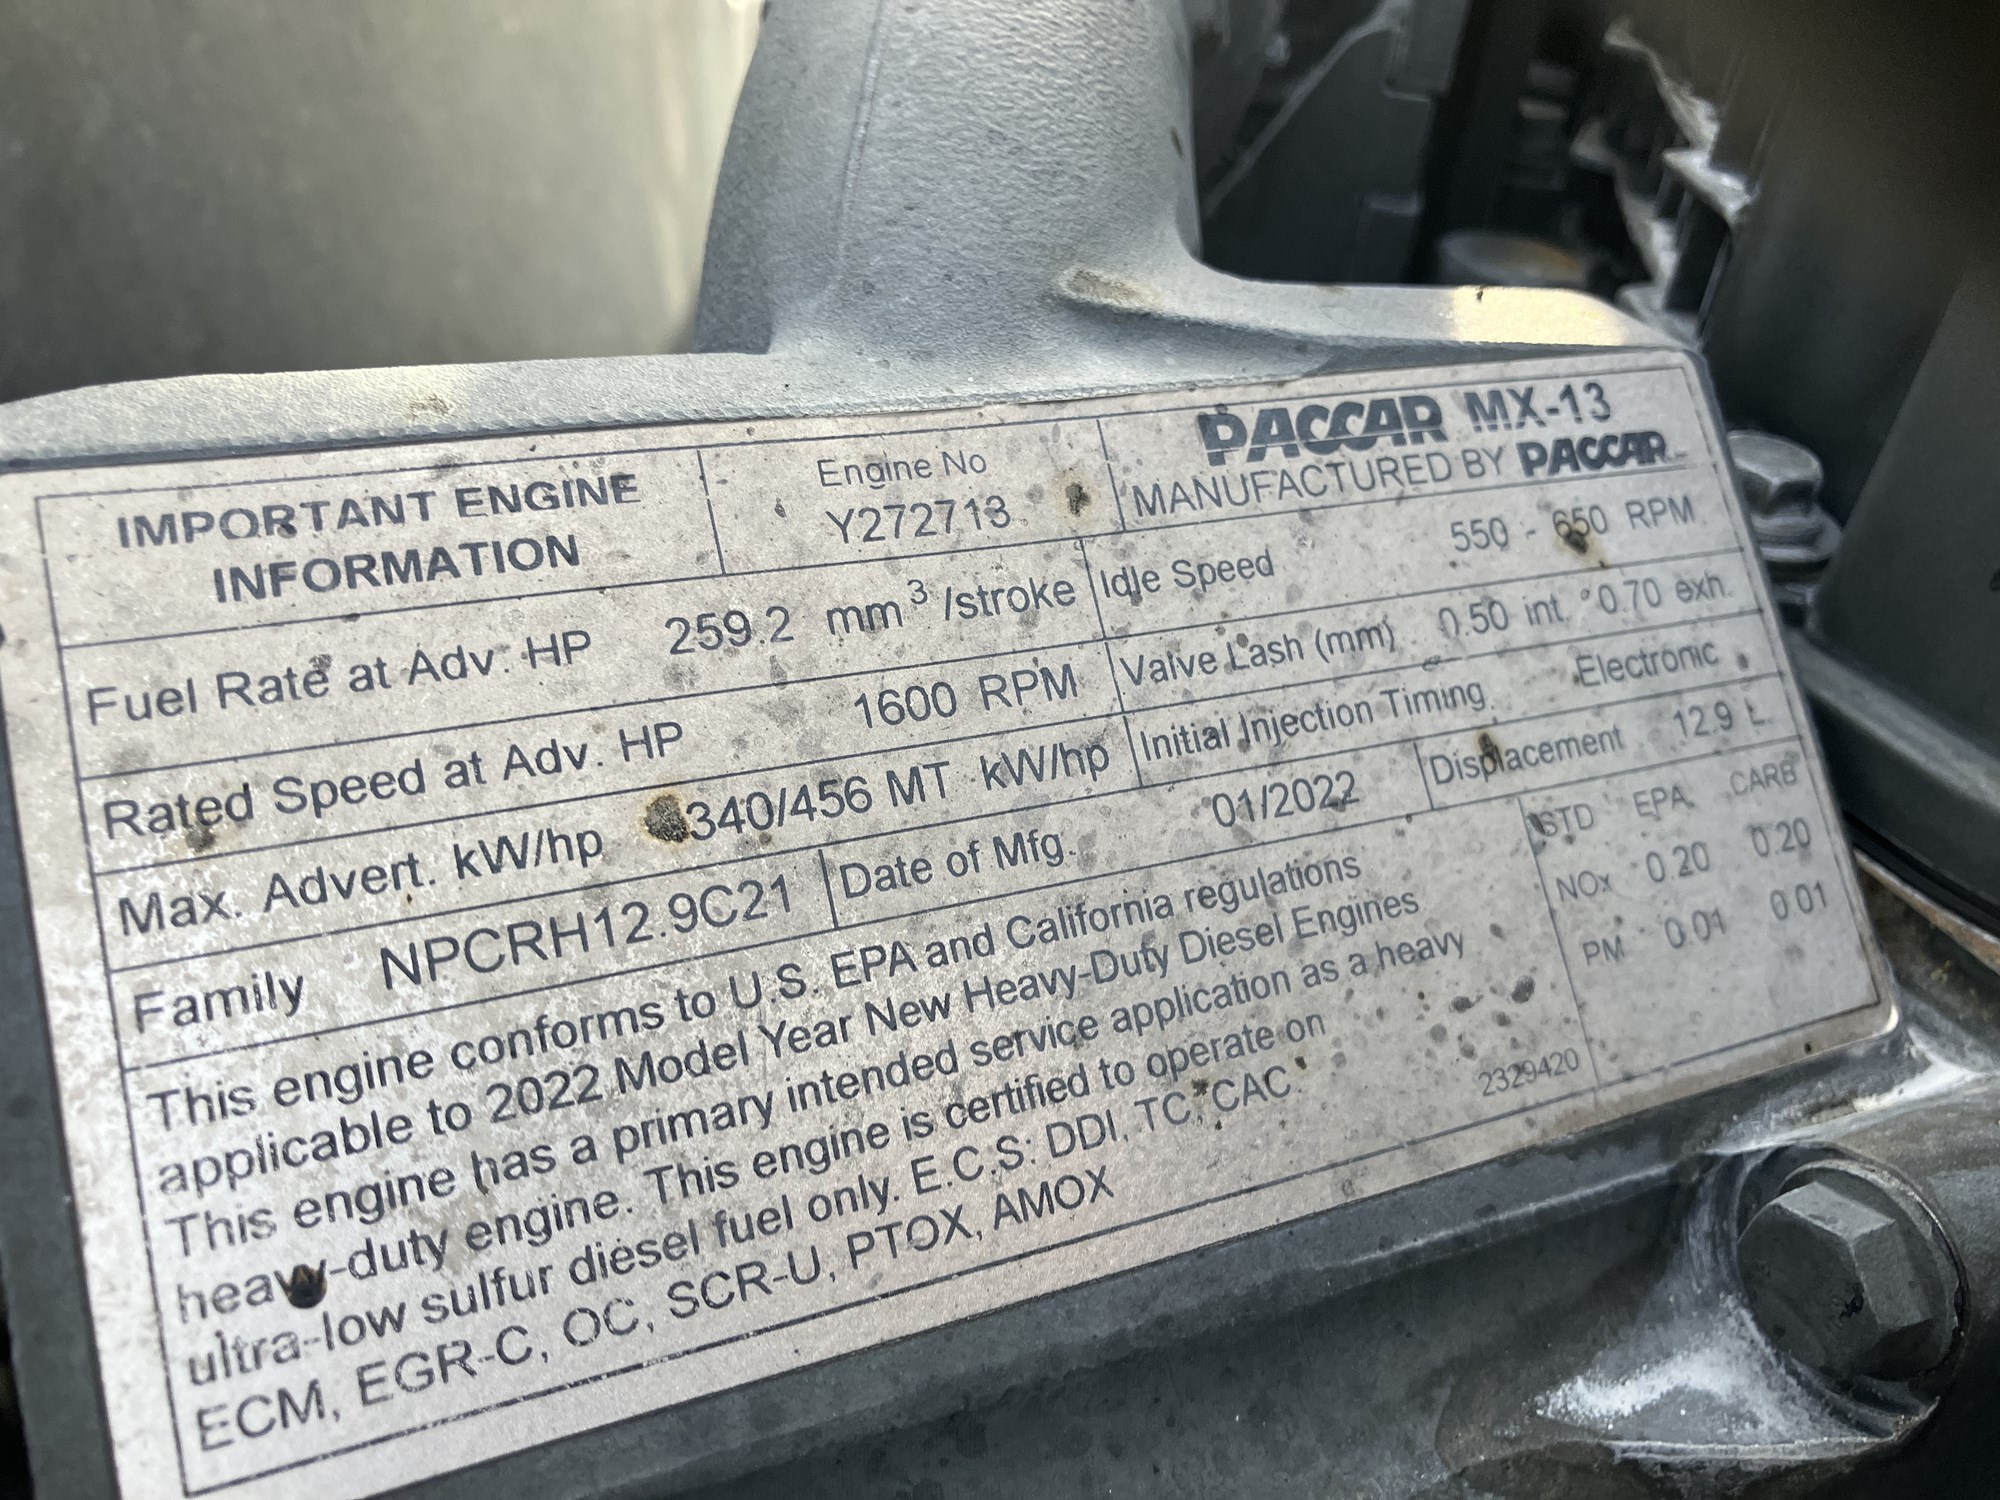 IMPORTANT ENGINE
INFORMATION
Engine No
Y272713
PACCAR MX-13
MANUFACTURED BY PACCAR
Fuel Rate at Adv. HP 259.2 mm³/stroke
Idle Speed 550 - 650 RPM
Rated Speed at Adv. HP 1600 RPM
Valve Lash (mm) 0.50 int. 0.70 exh.
Max. Advert. kW/hp 340/456 MT kW/hp
Initial Injection Timing Electronic
Family NPCRH12.9C21
Date of Mfg. 01/2022
Displacement 12.9 L
This engine conforms to U.S. EPA and California regulations
applicable to 2022 Model Year New Heavy-Duty Diesel Engines
This engine has a primary intended service application as a heavy
heavy-duty engine. This engine is certified to operate on
ultra-low sulfur diesel fuel only. E.C.S: DDI, TC, CAC,
ECM, EGR-C, OC, SCR-U, PTOX, AMOX
2329420
STD EPA CARB
NOx 0.20 0.20
PM 0.01 0.01